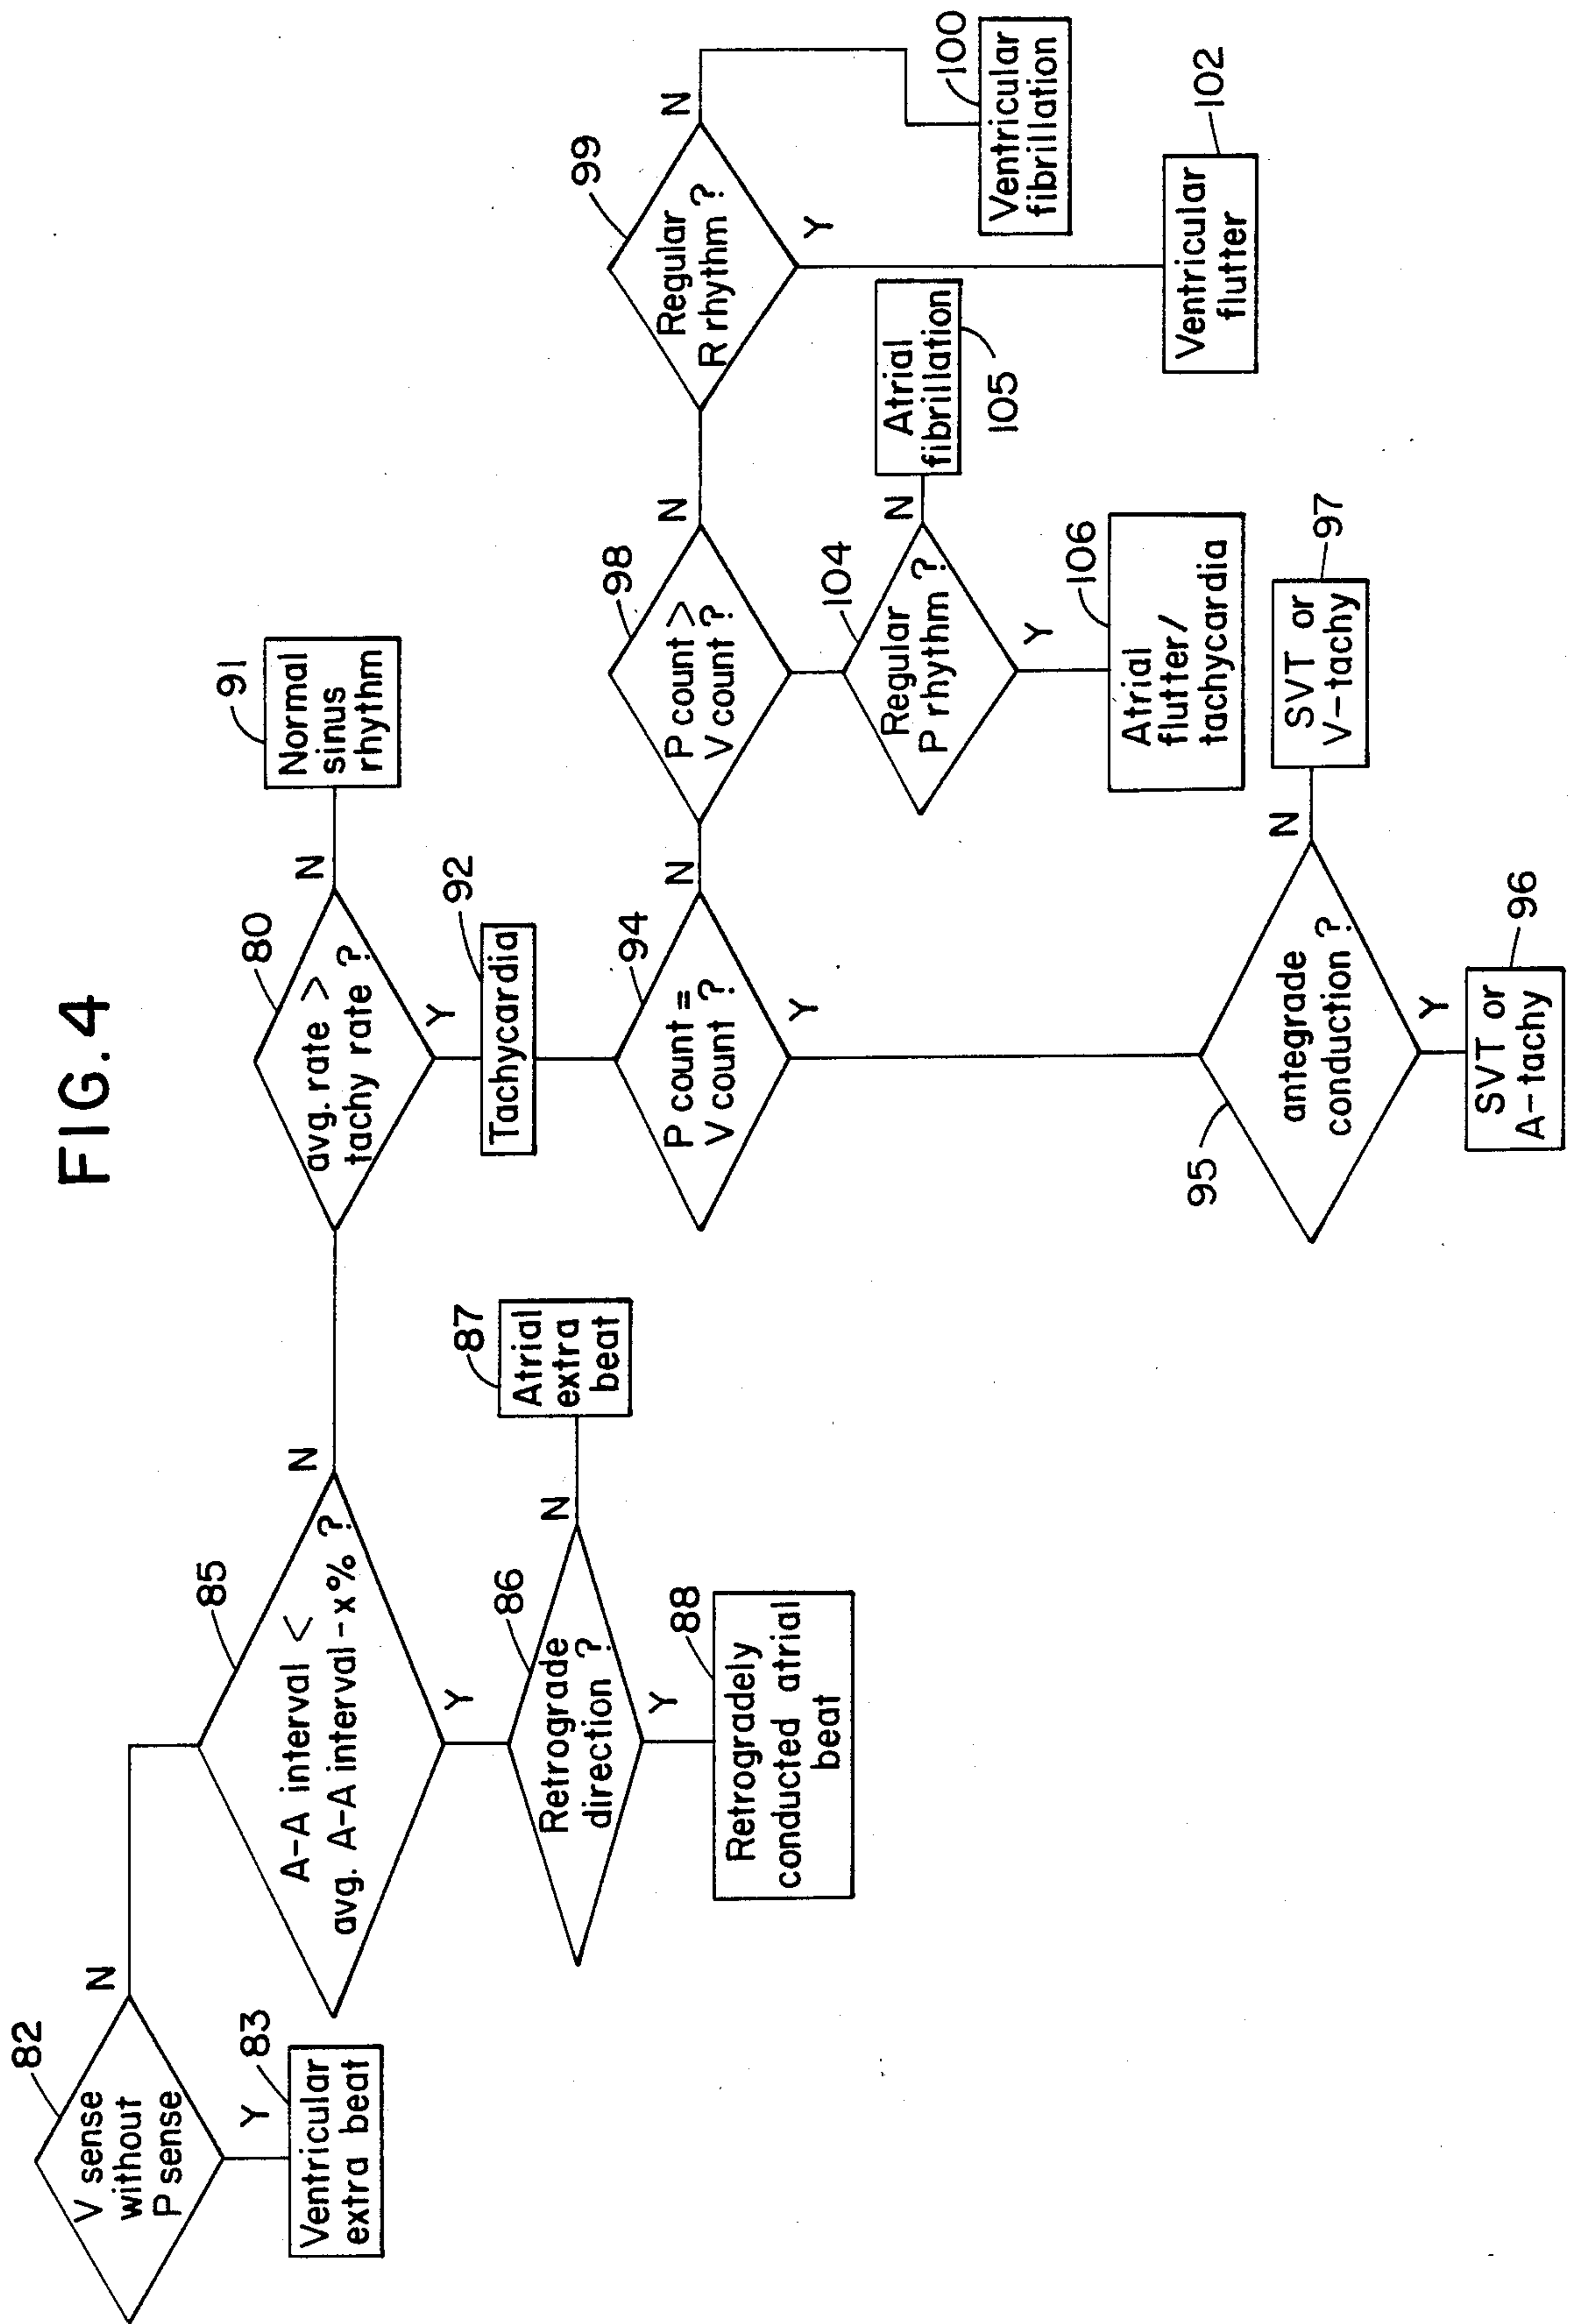 FIG. 4
82
V sense
without
P sense
N
Y
83
Ventricular
extra beat
85
A-A interval <
avg. A-A interval - x% ?
N
Y
86
Retrograde
direction ?
N
87
Atrial
extra
beat
Y
88
Retrogradely
conducted atrial
beat
80
avg. rate >
tachy rate ?
N
91
Normal
sinus
rhythm
Y
92
Tachycardia
94
P count =
V count ?
N
Y
98
P count >
V count ?
N
99
Regular
R rhythm ?
N
100
Ventricular
fibrillation
Y
102
Ventricular
flutter
104
Regular
P rhythm ?
N
Atrial
fibrillation
105
Y
106
Atrial
flutter/
tachycardia
95
antegrade
conduction ?
N
SVT or
V-tachy
97
Y
SVT or
A-tachy
96